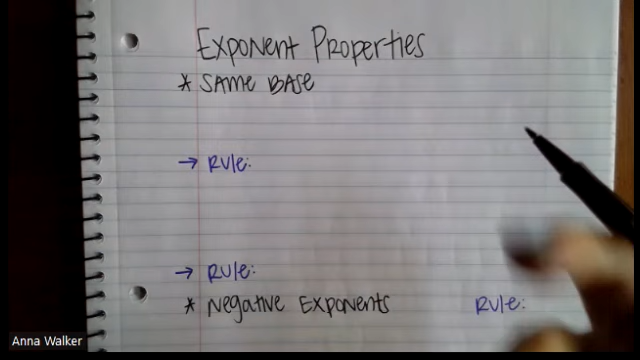 Exponent Properties
* SAME BASE
→ Rule:
→ Rule:
* Negative Exponents Rule:
Anna Walker